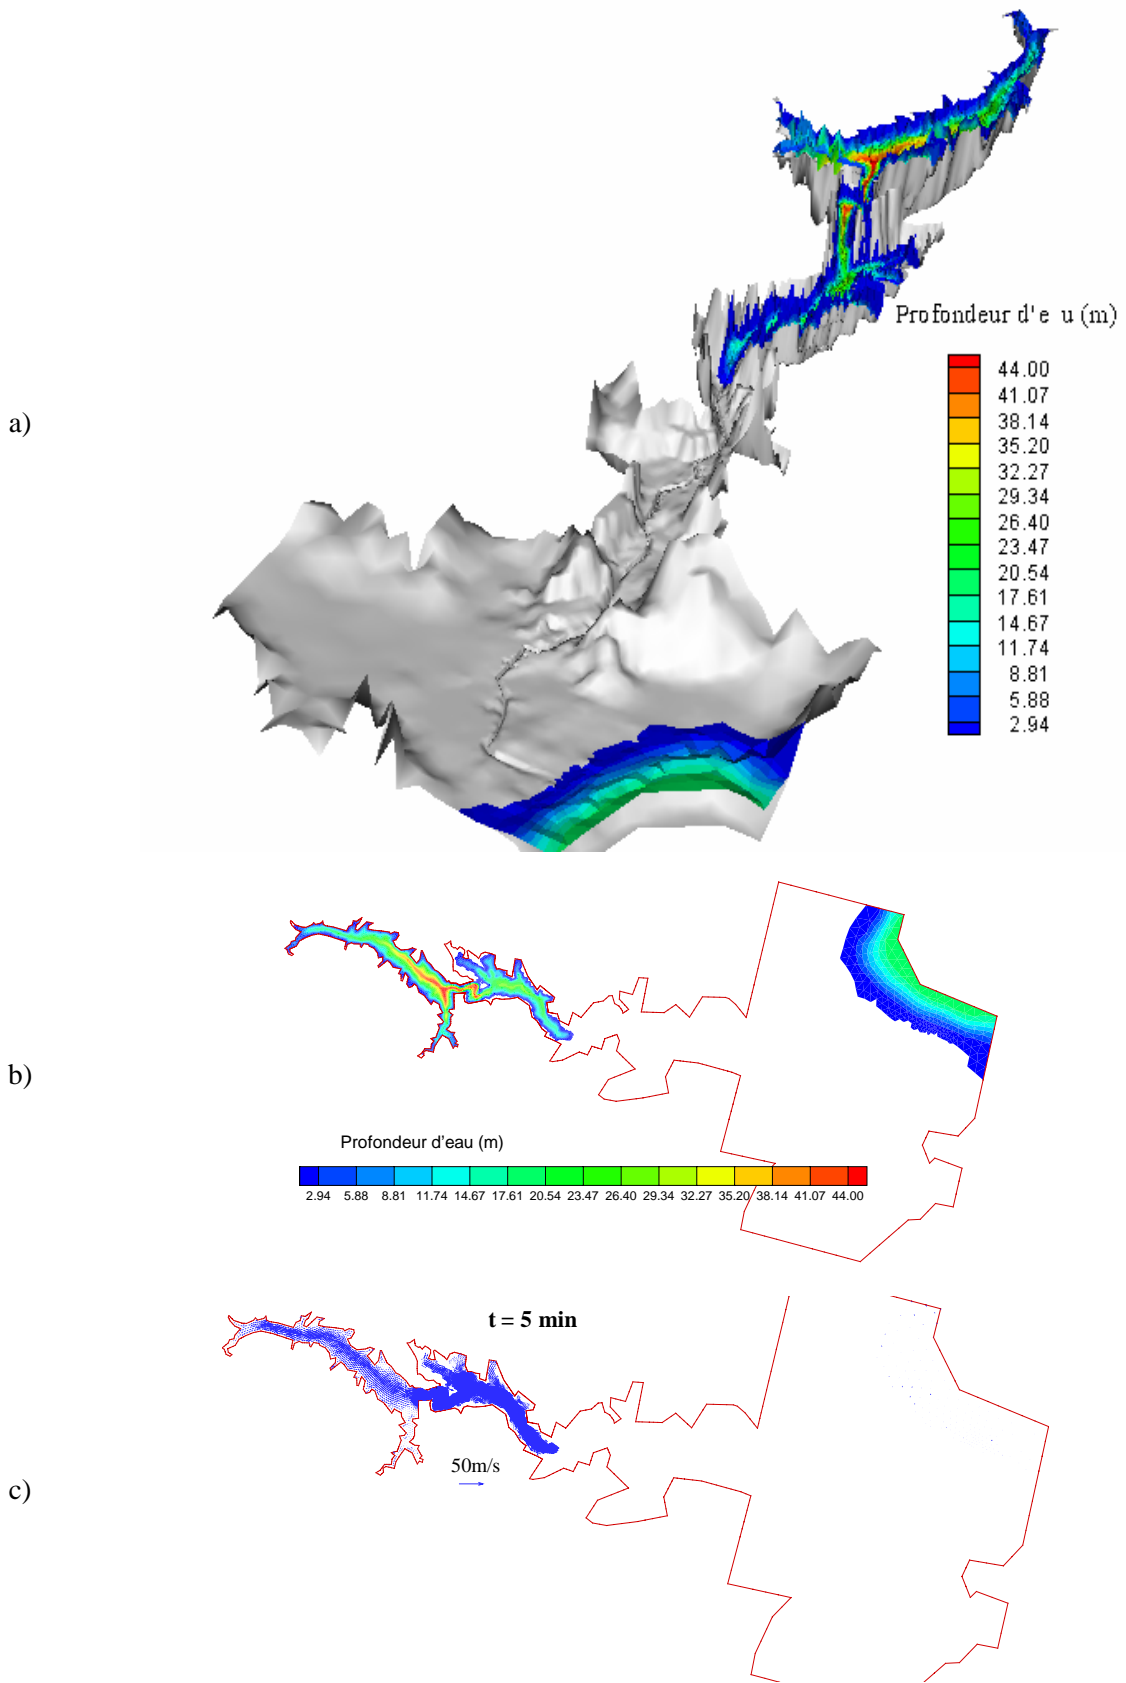 a)
Profondeur d'e u (m)
44.00
41.07
38.14
35.20
32.27
29.34
26.40
23.47
20.54
17.61
14.67
11.74
8.81
5.88
2.94
b)
Profondeur d'eau (m)
2.94 5.88 8.81 11.74 14.67 17.61 20.54 23.47 26.40 29.34 32.27 35.20 38.14 41.07 44.00
t = 5 min
50m/s
c)